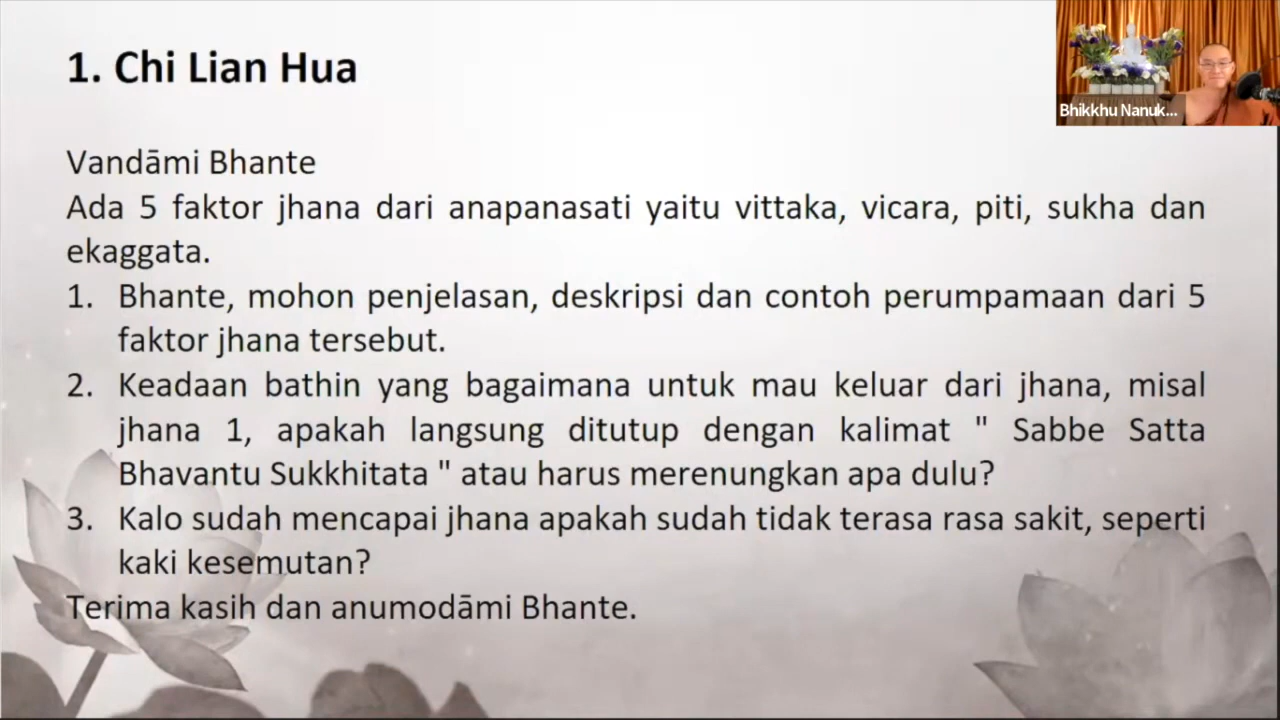 1. Chi Lian Hua
Bhikkhu Nanuk...
Vandāmi Bhante
Ada 5 faktor jhana dari anapanasati yaitu vittaka, vicara, piti, sukha dan
ekaggata.
1. Bhante, mohon penjelasan, deskripsi dan contoh perumpamaan dari 5
faktor jhana tersebut.
2. Keadaan bathin yang bagaimana untuk mau keluar dari jhana, misal
jhana 1, apakah langsung ditutup dengan kalimat " Sabbe Satta
Bhavantu Sukkhitata " atau harus merenungkan apa dulu?
3. Kalo sudah mencapai jhana apakah sudah tidak terasa rasa sakit, seperti
kaki kesemutan?
Terima kasih dan anumodāmi Bhante.